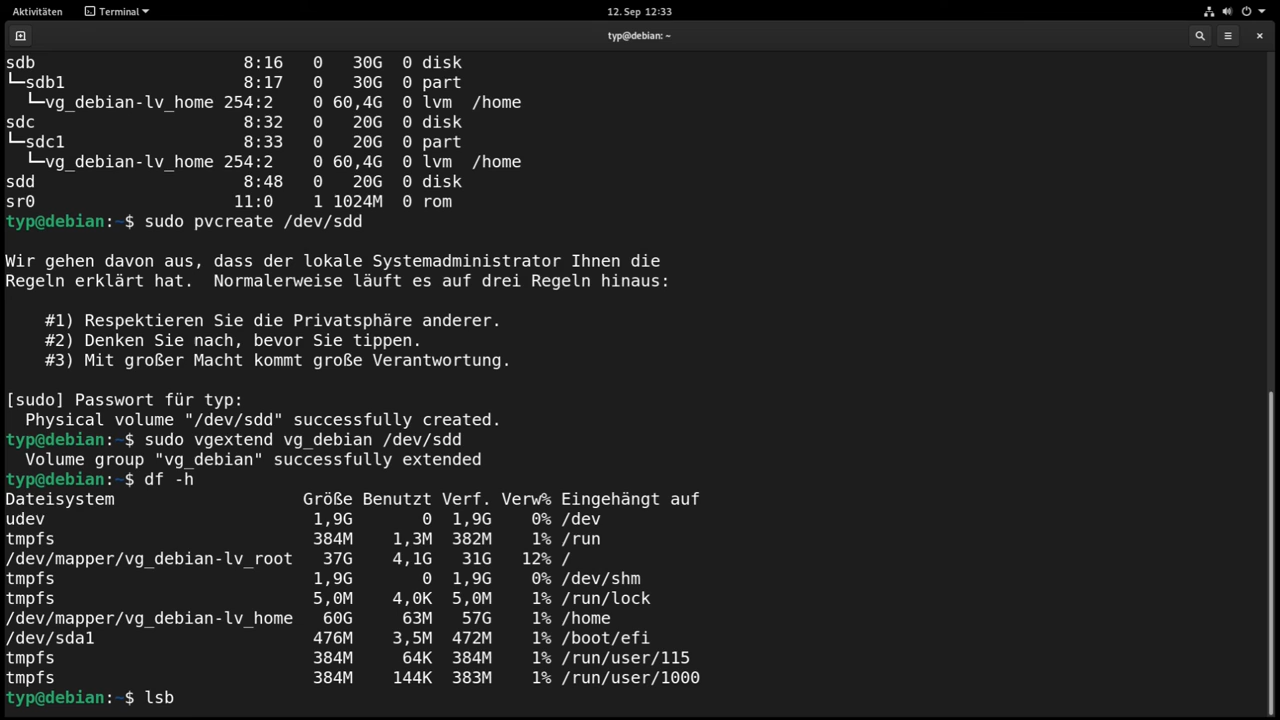 Aktivitäten Terminal 12. Sep 12:33
typ@debian: ~
sdb 8:16 0 30G 0 disk
└─sdb1 8:17 0 30G 0 part
└─vg_debian-lv_home 254:2 0 60,4G 0 lvm /home
sdc 8:32 0 20G 0 disk
└─sdc1 8:33 0 20G 0 part
└─vg_debian-lv_home 254:2 0 60,4G 0 lvm /home
sdd 8:48 0 20G 0 disk
sr0 11:0 1 1024M 0 rom
typ@debian:~$ sudo pvcreate /dev/sdd
Wir gehen davon aus, dass der lokale Systemadministrator Ihnen die
Regeln erklärt hat. Normalerweise läuft es auf drei Regeln hinaus:
#1) Respektieren Sie die Privatsphäre anderer.
#2) Denken Sie nach, bevor Sie tippen.
#3) Mit großer Macht kommt große Verantwortung.
[sudo] Passwort für typ:
Physical volume "/dev/sdd" successfully created.
typ@debian:~$ sudo vgextend vg_debian /dev/sdd
Volume group "vg_debian" successfully extended
typ@debian:~$ df -h
Dateisystem Größe Benutzt Verf. Verw% Eingehängt auf
udev 1,9G 0 1,9G 0% /dev
tmpfs 384M 1,3M 382M 1% /run
/dev/mapper/vg_debian-lv_root 37G 4,1G 31G 12% /
tmpfs 1,9G 0 1,9G 0% /dev/shm
tmpfs 5,0M 4,0K 5,0M 1% /run/lock
/dev/mapper/vg_debian-lv_home 60G 63M 57G 1% /home
/dev/sda1 476M 3,5M 472M 1% /boot/efi
tmpfs 384M 64K 384M 1% /run/user/115
tmpfs 384M 144K 383M 1% /run/user/1000
typ@debian:~$ lsb